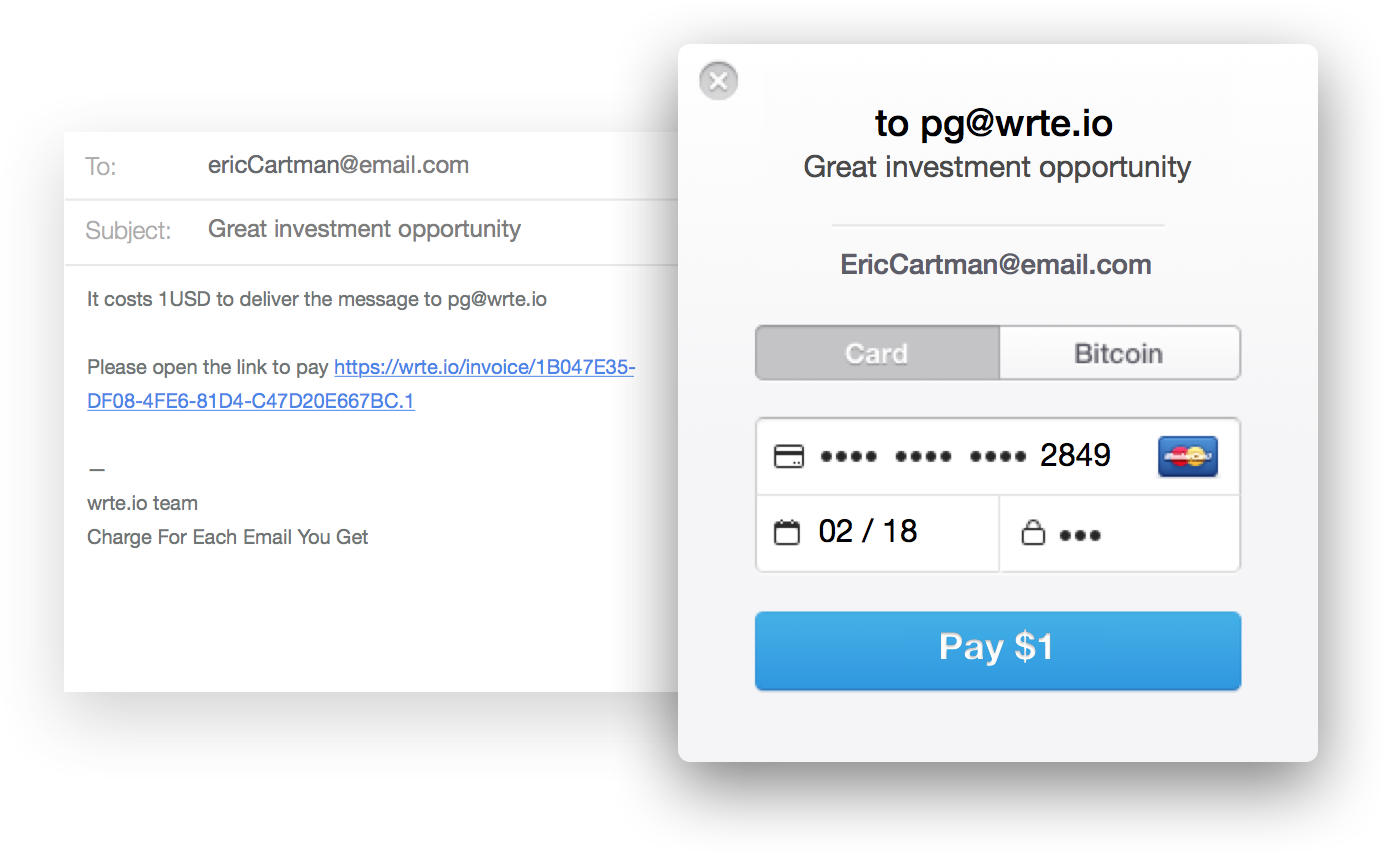 To: ericCartman@email.com
Subject: Great investment opportunity
It costs 1USD to deliver the message to pg@wrte.io
Please open the link to pay https://wrte.io/invoice/1B047E35-
DF08-4FE6-81D4-C47D20E667BC.1
—
wrte.io team
Charge For Each Email You Get
to pg@wrte.io
Great investment opportunity
EricCartman@email.com
Card Bitcoin
•••• •••• •••• 2849
02 / 18 •••
Pay $1